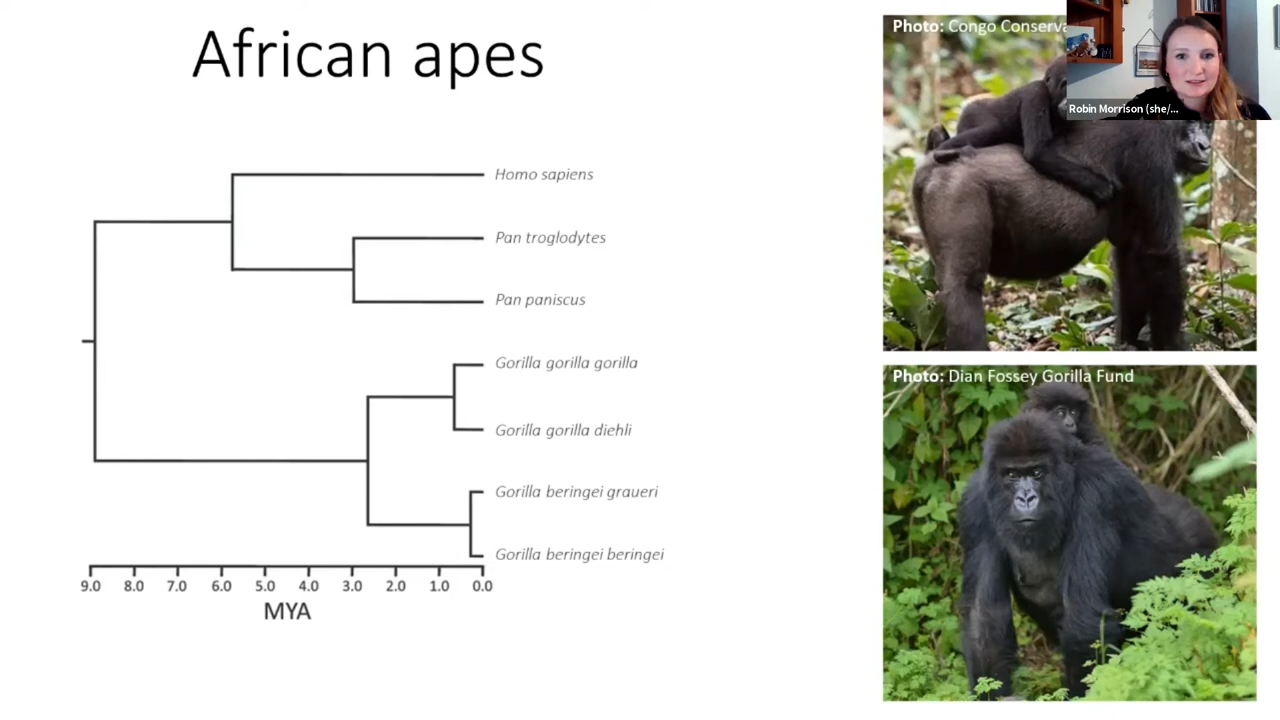 African apes
Homo sapiens
Pan troglodytes
Pan paniscus
Gorilla gorilla gorilla
Gorilla gorilla diehli
Gorilla beringei graueri
Gorilla beringei beringei
9.0 8.0 7.0 6.0 5.0 4.0 3.0 2.0 1.0 0.0
MYA
Photo: Congo Conserva
Robin Morrison (she/...
Photo: Dian Fossey Gorilla Fund